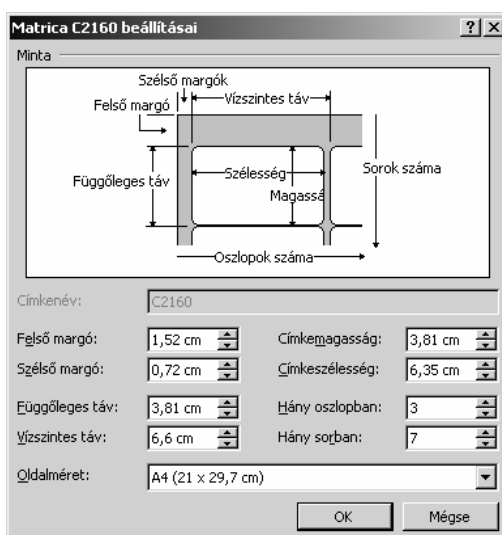 Matrica C2160 beállításai
Minta
Szélső margók
Felső margó
Vízszintes táv
Függőleges táv
Szélesség
Magassá
Sorok száma
Oszlopok száma
Címkenév: C2160
Felső margó: 1,52 cm Címkemagasság: 3,81 cm
Szélső margó: 0,72 cm Címkeszélesség: 6,35 cm
Függőleges táv: 3,81 cm Hány oszlopban: 3
Vízszintes táv: 6,6 cm Hány sorban: 7
Oldalméret: A4 (21 x 29,7 cm)
OK Mégse